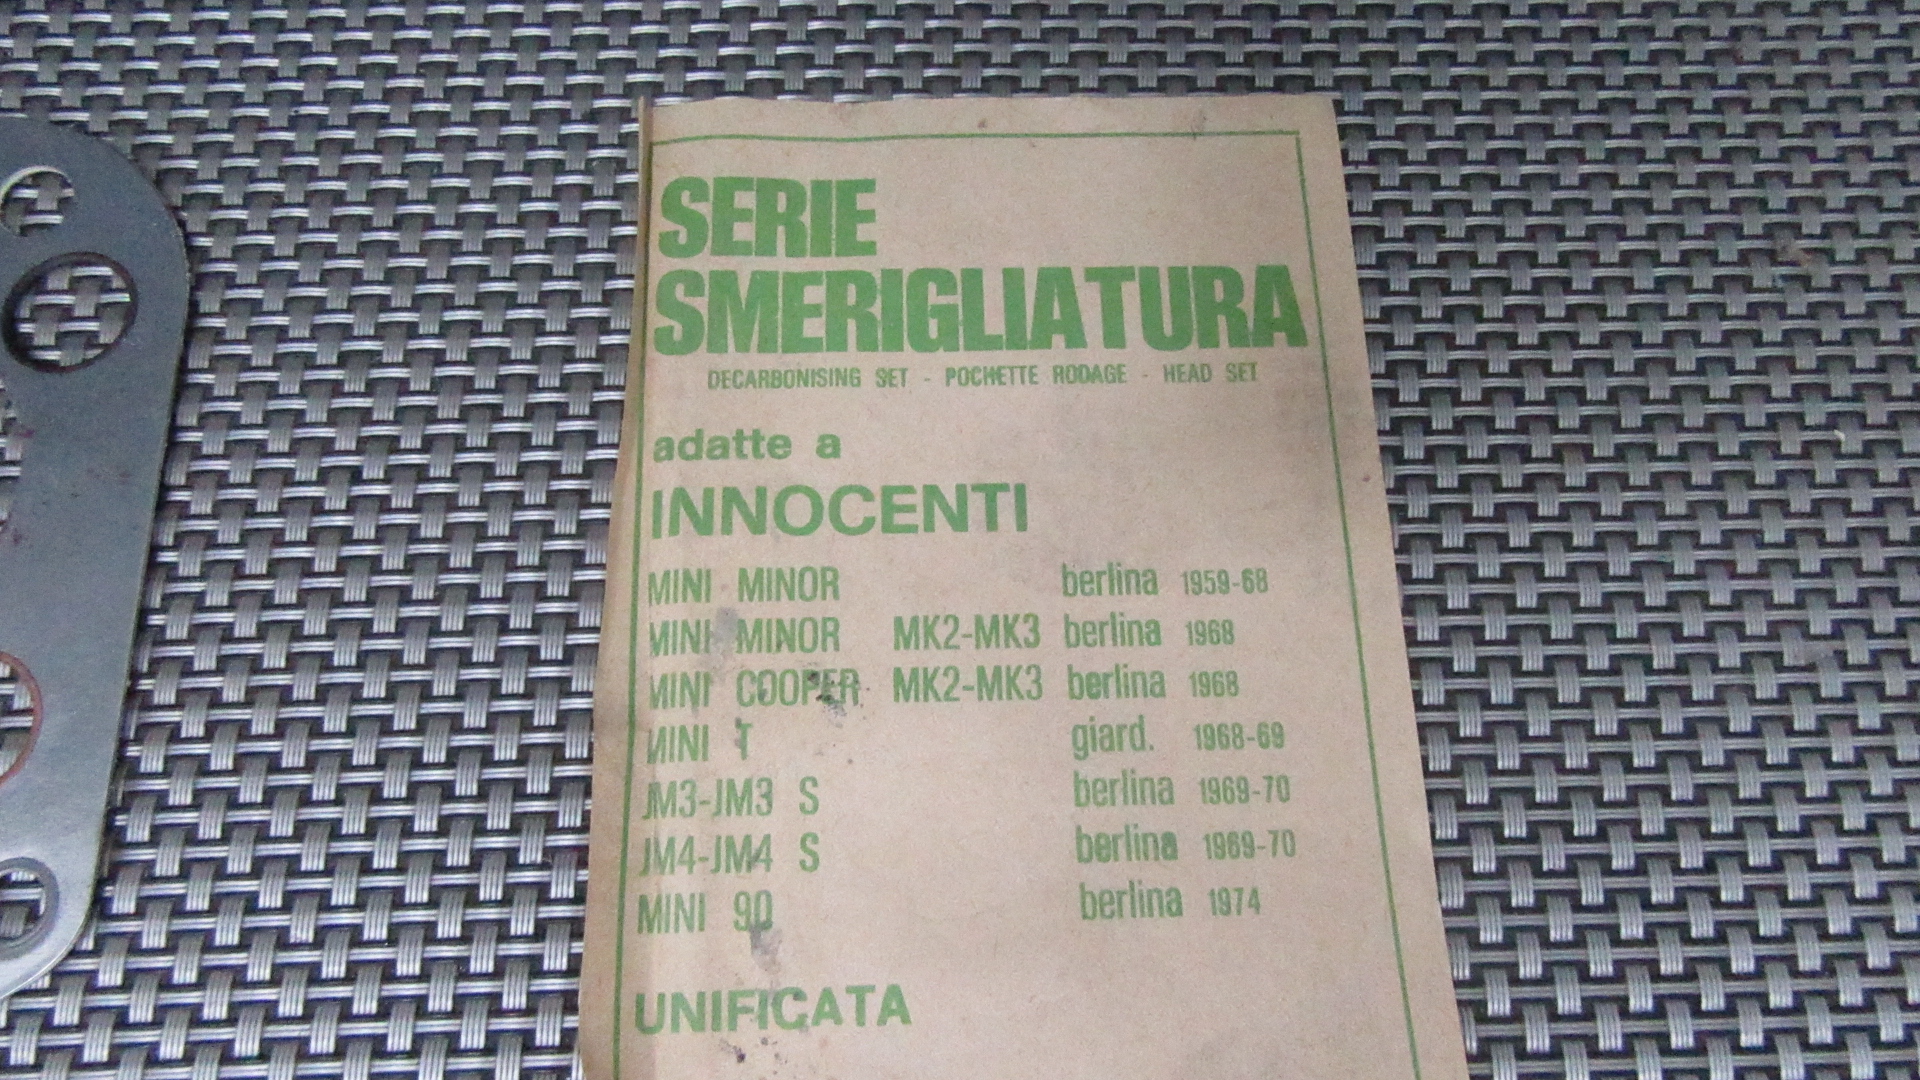 SERIE
SMERIGLIATURA
DECARBONISING SET - POCHETTE RODAGE - HEAD SET
adatte a
INNOCENTI
MINI MINOR berlina 1959-68
MINI MINOR MK2-MK3 berlina 1968
MINI COOPER MK2-MK3 berlina 1968
MINI T giard. 1968-69
JM3-JM3 S berlina 1969-70
JM4-JM4 S berlina 1969-70
MINI 90 berlina 1974
UNIFICATA